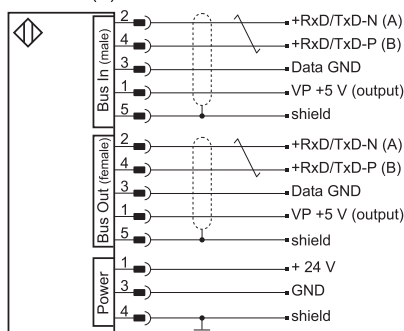 Bus In (male)
2 +RxD/TxD-N (A)
4 +RxD/TxD-P (B)
3 Data GND
1 VP +5 V (output)
5 shield
Bus Out (female)
2 +RxD/TxD-N (A)
4 +RxD/TxD-P (B)
3 Data GND
1 VP +5 V (output)
5 shield
Power
1 + 24 V
3 GND
4 shield